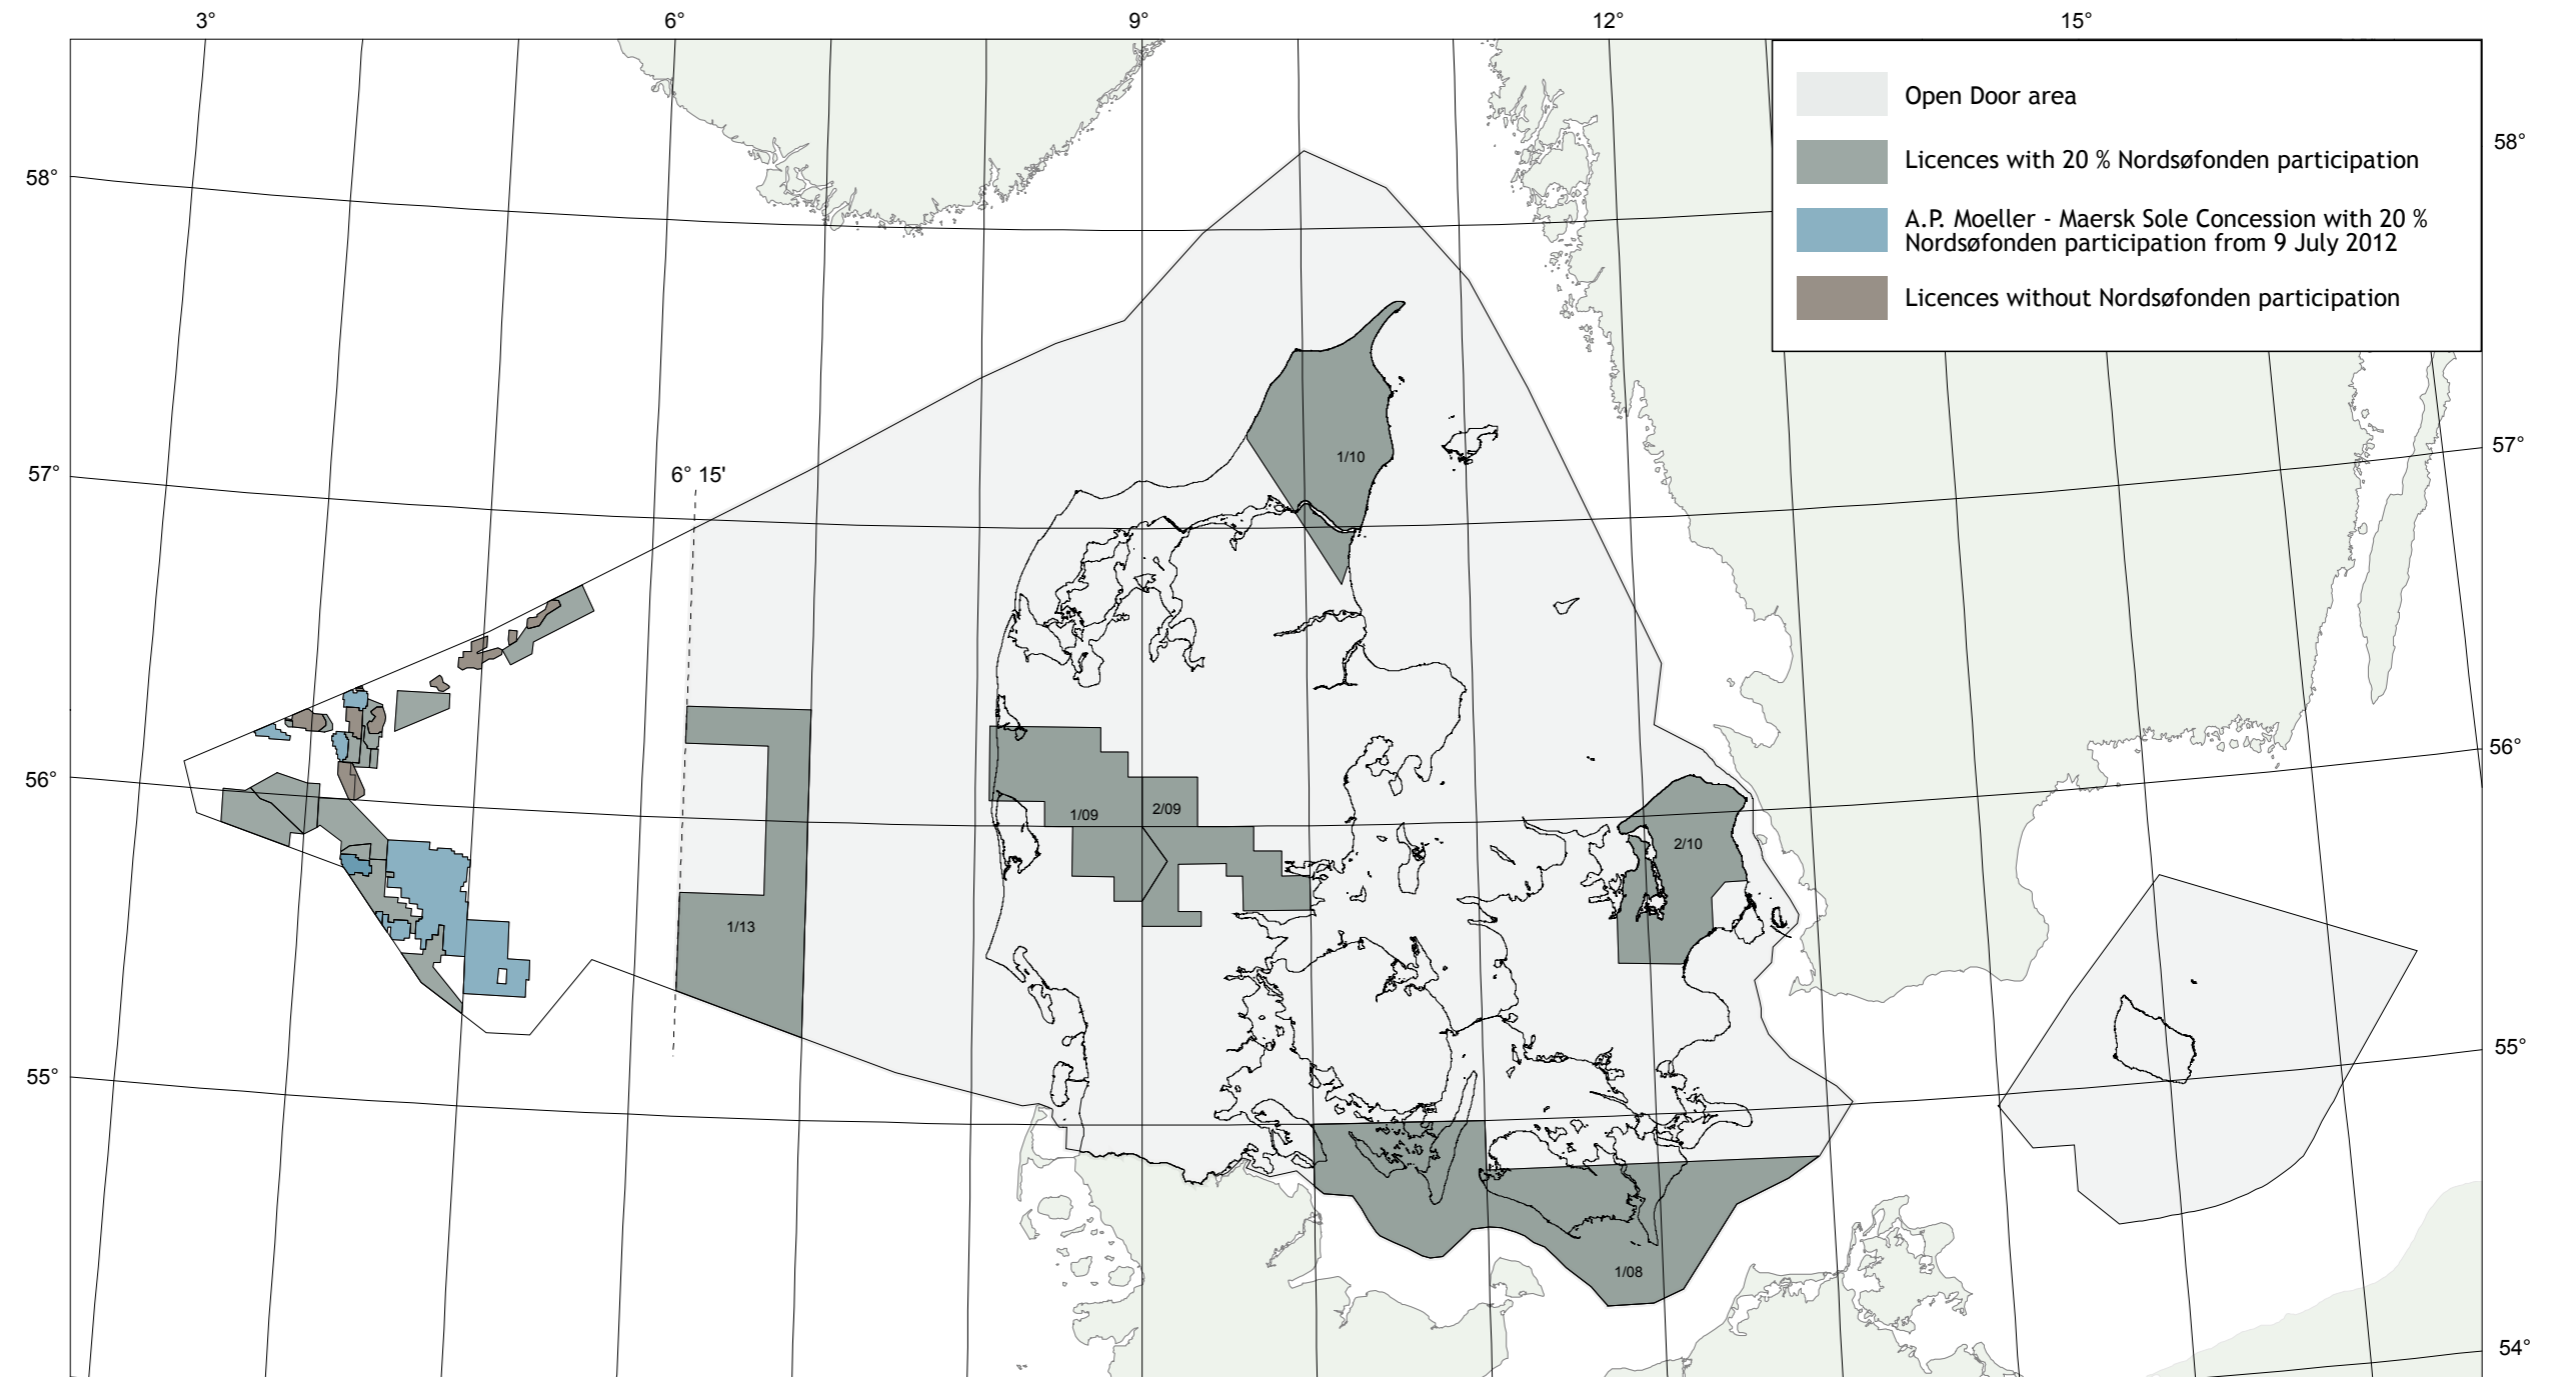 3° 6° 9° 12° 15°
Open Door area
Licences with 20 % Nordsøfonden participation
A.P. Moeller - Maersk Sole Concession with 20 %
Nordsøfonden participation from 9 July 2012
Licences without Nordsøfonden participation
58°
58°
57°
57°
6° 15'
1/10
56°
56°
1/09
2/09
2/10
1/13
55°
55°
1/08
54°